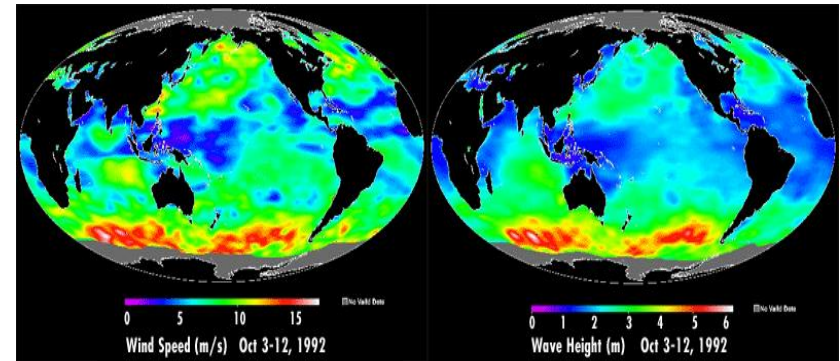 No Valid Data
0 5 10 15
Wind Speed (m/s) Oct 3-12, 1992
No Valid Data
0 1 2 3 4 5 6
Wave Height (m) Oct 3-12, 1992